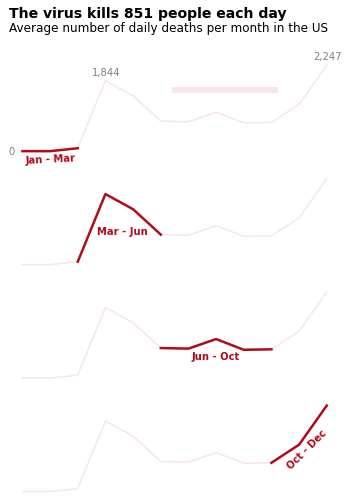 The virus kills 851 people each day
Average number of daily deaths per month in the US
2,247
1,844
0
Jan - Mar
Mar - Jun
Jun - Oct
Oct - Dec